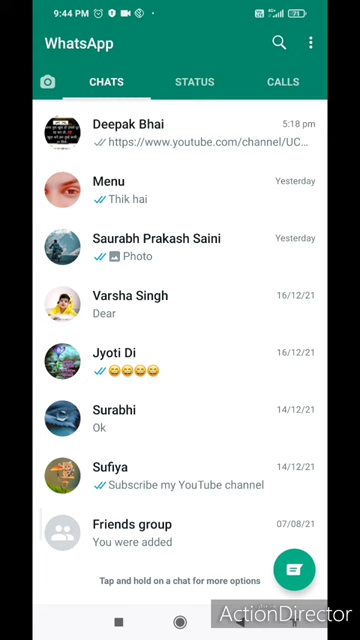 9:44 PM
WhatsApp
CHATS STATUS CALLS
Deepak Bhai 5:18 pm
https://www.youtube.com/channel/UC...
Menu Yesterday
Thik hai
Saurabh Prakash Saini Yesterday
Photo
Varsha Singh 16/12/21
Dear
Jyoti Di 16/12/21
😄😄😄😄
Surabhi 14/12/21
Ok
Sufiya 14/12/21
Subscribe my YouTube channel
Friends group 07/08/21
You were added
Tap and hold on a chat for more options
ActionDirector